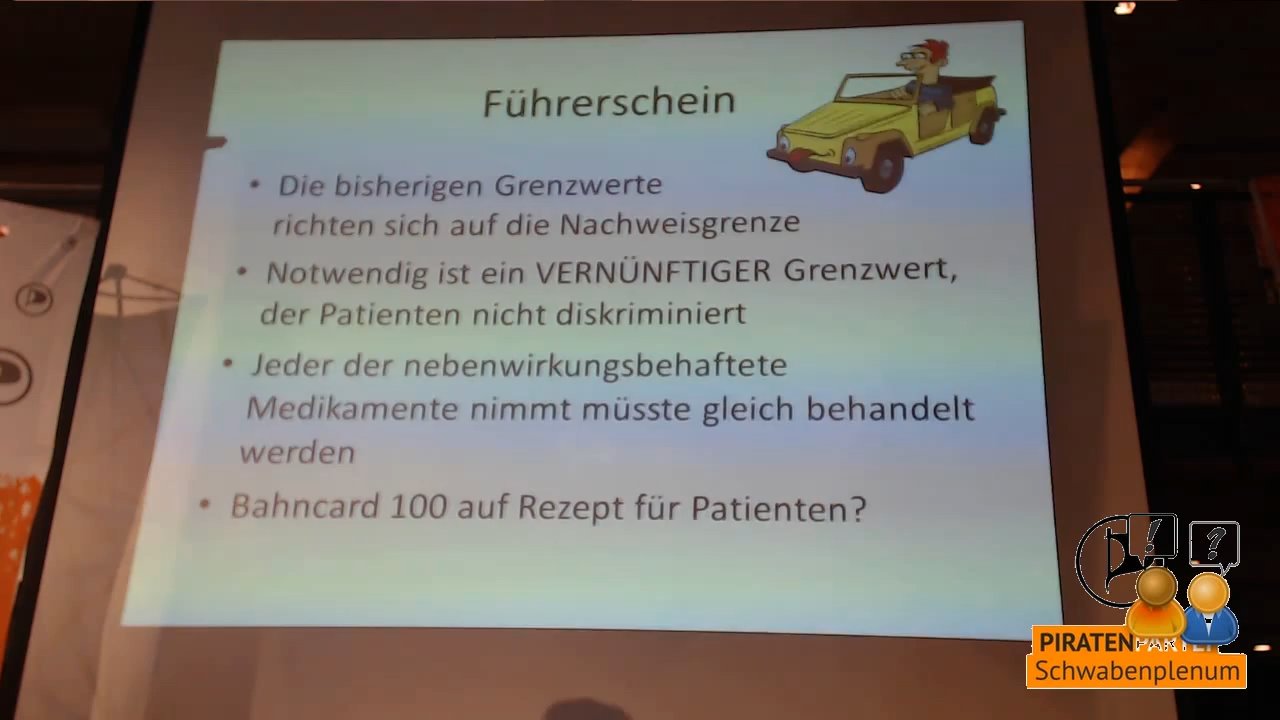 Führerschein
• Die bisherigen Grenzwerte
richten sich auf die Nachweisgrenze
• Notwendig ist ein VERNÜNFTIGER Grenzwert,
der Patienten nicht diskriminiert
• Jeder der nebenwirkungsbehaftete
Medikamente nimmt müsste gleich behandelt
werden
• Bahncard 100 auf Rezept für Patienten?
! ?
PIRATENPARTEI
Schwabenplenum